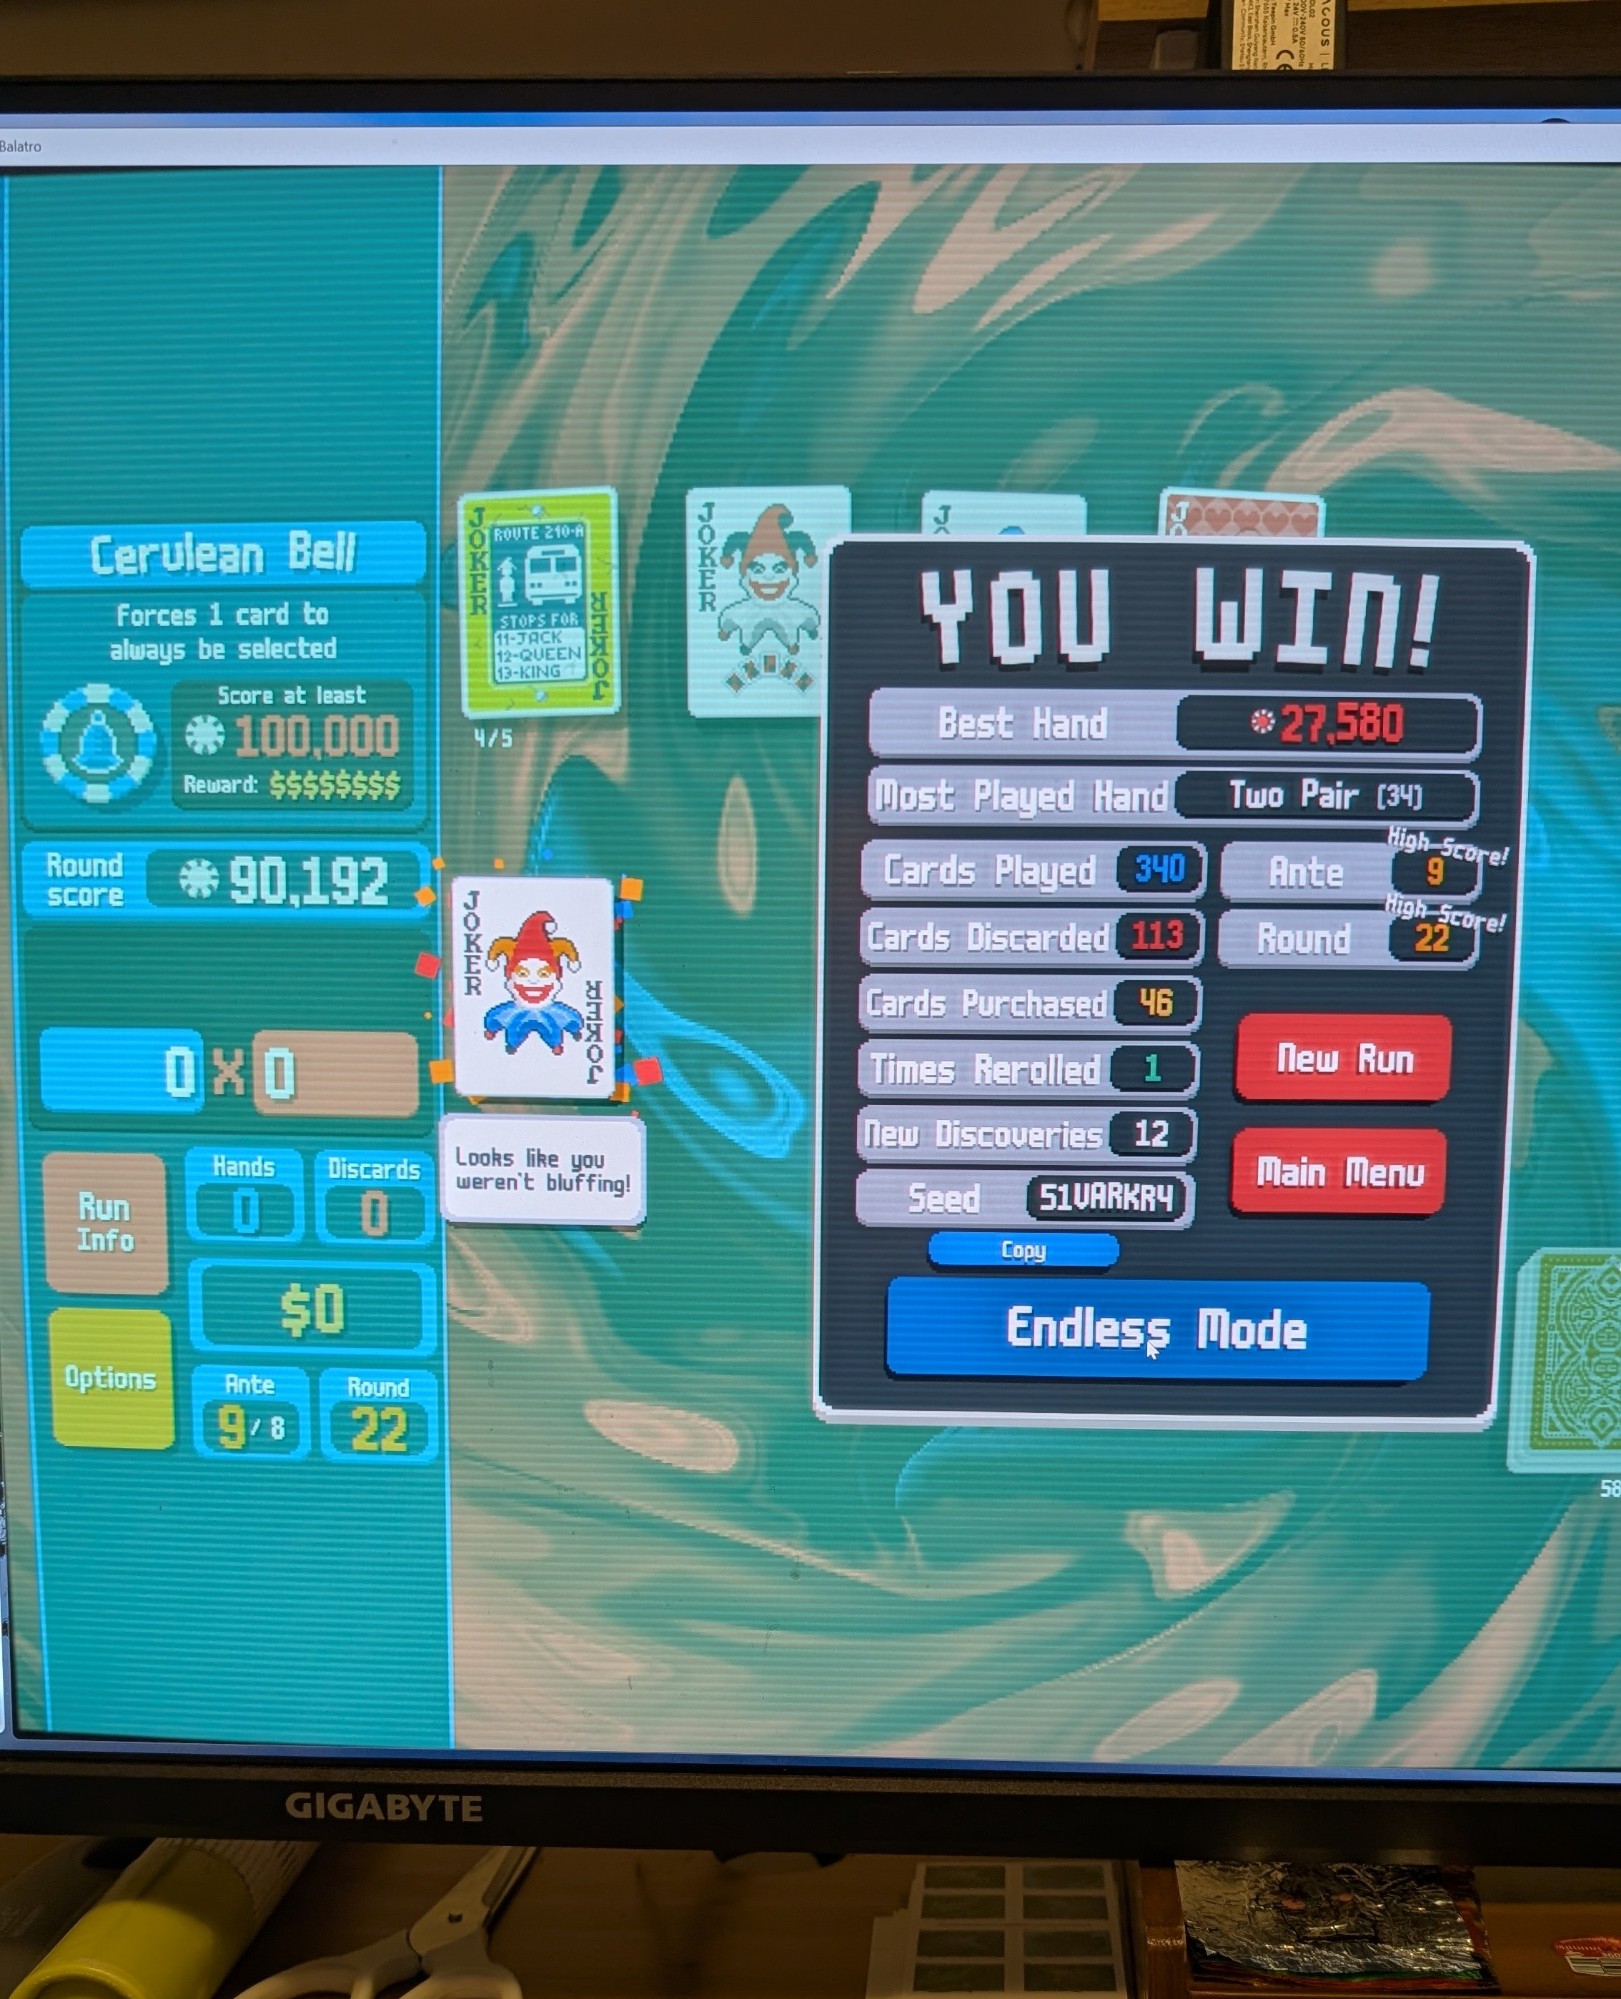 Balatro
Cerulean Bell
Forces 1 card to
always be selected
Score at least
100,000
Reward: $$$$$$$$
Round
score
90,192
0 X 0
Run
Info
Hands
0
Discards
0
$0
Options
Ante
9/8
Round
22
JOKER
ROUTE 210-A
STOPS FOR
11-JACK
12-QUEEN
13-KING
JOKER
4/5
JOKER
JO
JO
JOKER
JOKER
Looks like you
weren't bluffing!
YOU WIN!
Best Hand 27,580
Most Played Hand Two Pair (34)
Cards Played 340
High Score!
Ante 9
Cards Discarded 113
High Score!
Round 22
Cards Purchased 46
Times Rerolled 1
New Discoveries 12
Seed S1VARKR4
Copy
New Run
Main Menu
Endless Mode
58
GIGABYTE